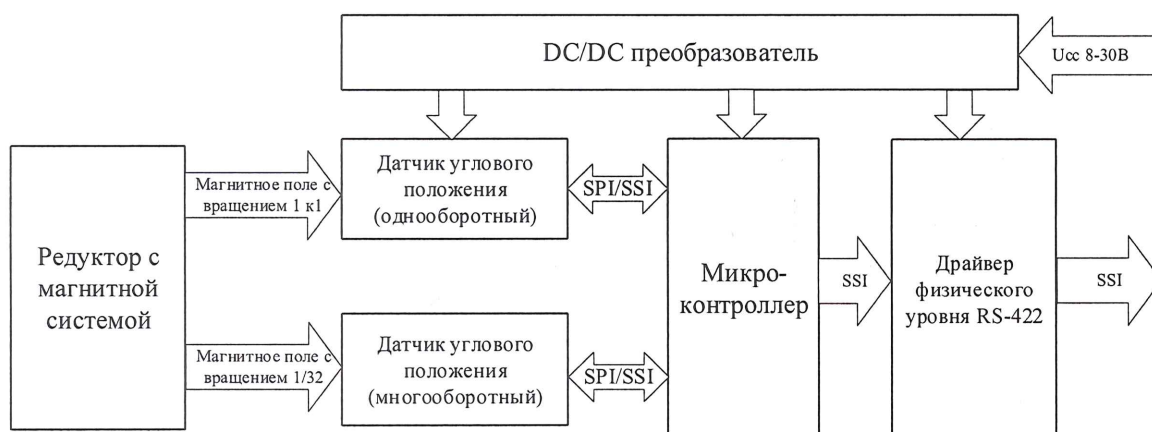 DC/DC преобразователь
Ucc 8-30В
Редуктор с
магнитной
системой
Магнитное поле с
вращением 1 к1
Датчик углового
положения
(однооборотный)
SPI/SSI
Магнитное поле с
вращением 1/32
Датчик углового
положения
(многооборотный)
SPI/SSI
Микро-
контроллер
SSI
Драйвер
физического
уровня RS-422
SSI